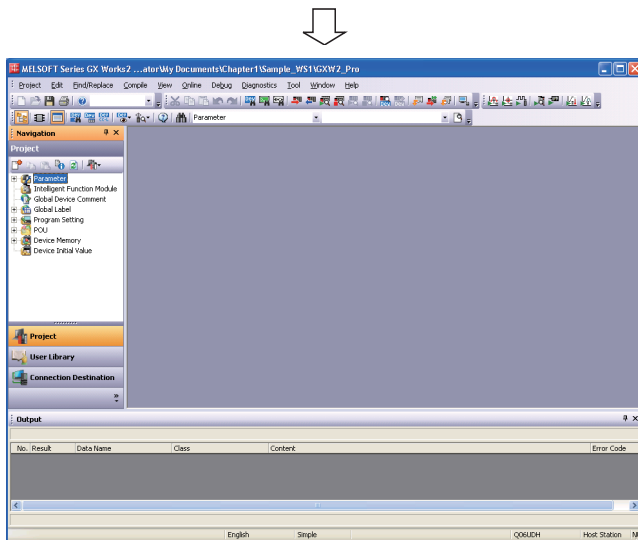 MELSOFT Series GX Works2 ...ator\My Documents\Chapter1\Sample_WS1\GXW2_Pro
Project Edit Find/Replace Compile View Online Debug Diagnostics Tool Window Help
Parameter
Navigation
Project
Parameter
Intelligent Function Module
Global Device Comment
Global Label
Program Setting
POU
Device Memory
Device Initial Value
Project
User Library
Connection Destination
Output
No. Result Data Name Class Content Error Code
English Simple Q06UDH Host Station